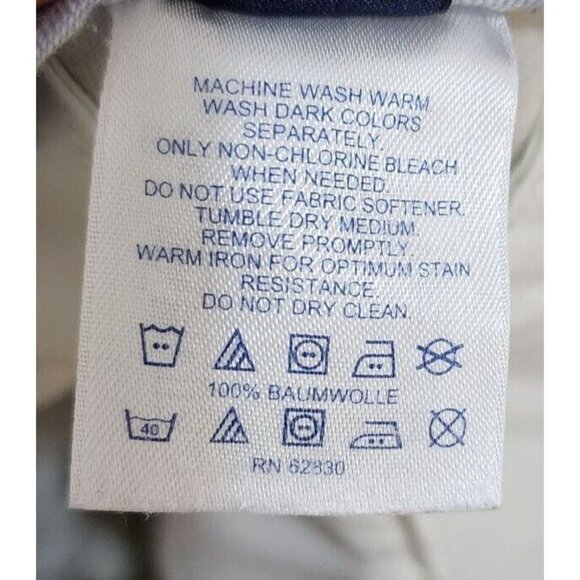 MACHINE WASH WARM.
WASH DARK COLORS
SEPARATELY.
ONLY NON-CHLORINE BLEACH
WHEN NEEDED.
DO NOT USE FABRIC SOFTENER.
TUMBLE DRY MEDIUM.
REMOVE PROMPTLY.
WARM IRON FOR OPTIMUM STAIN
RESISTANCE.
DO NOT DRY CLEAN.
100% BAUMWOLLE
40
RN 62830